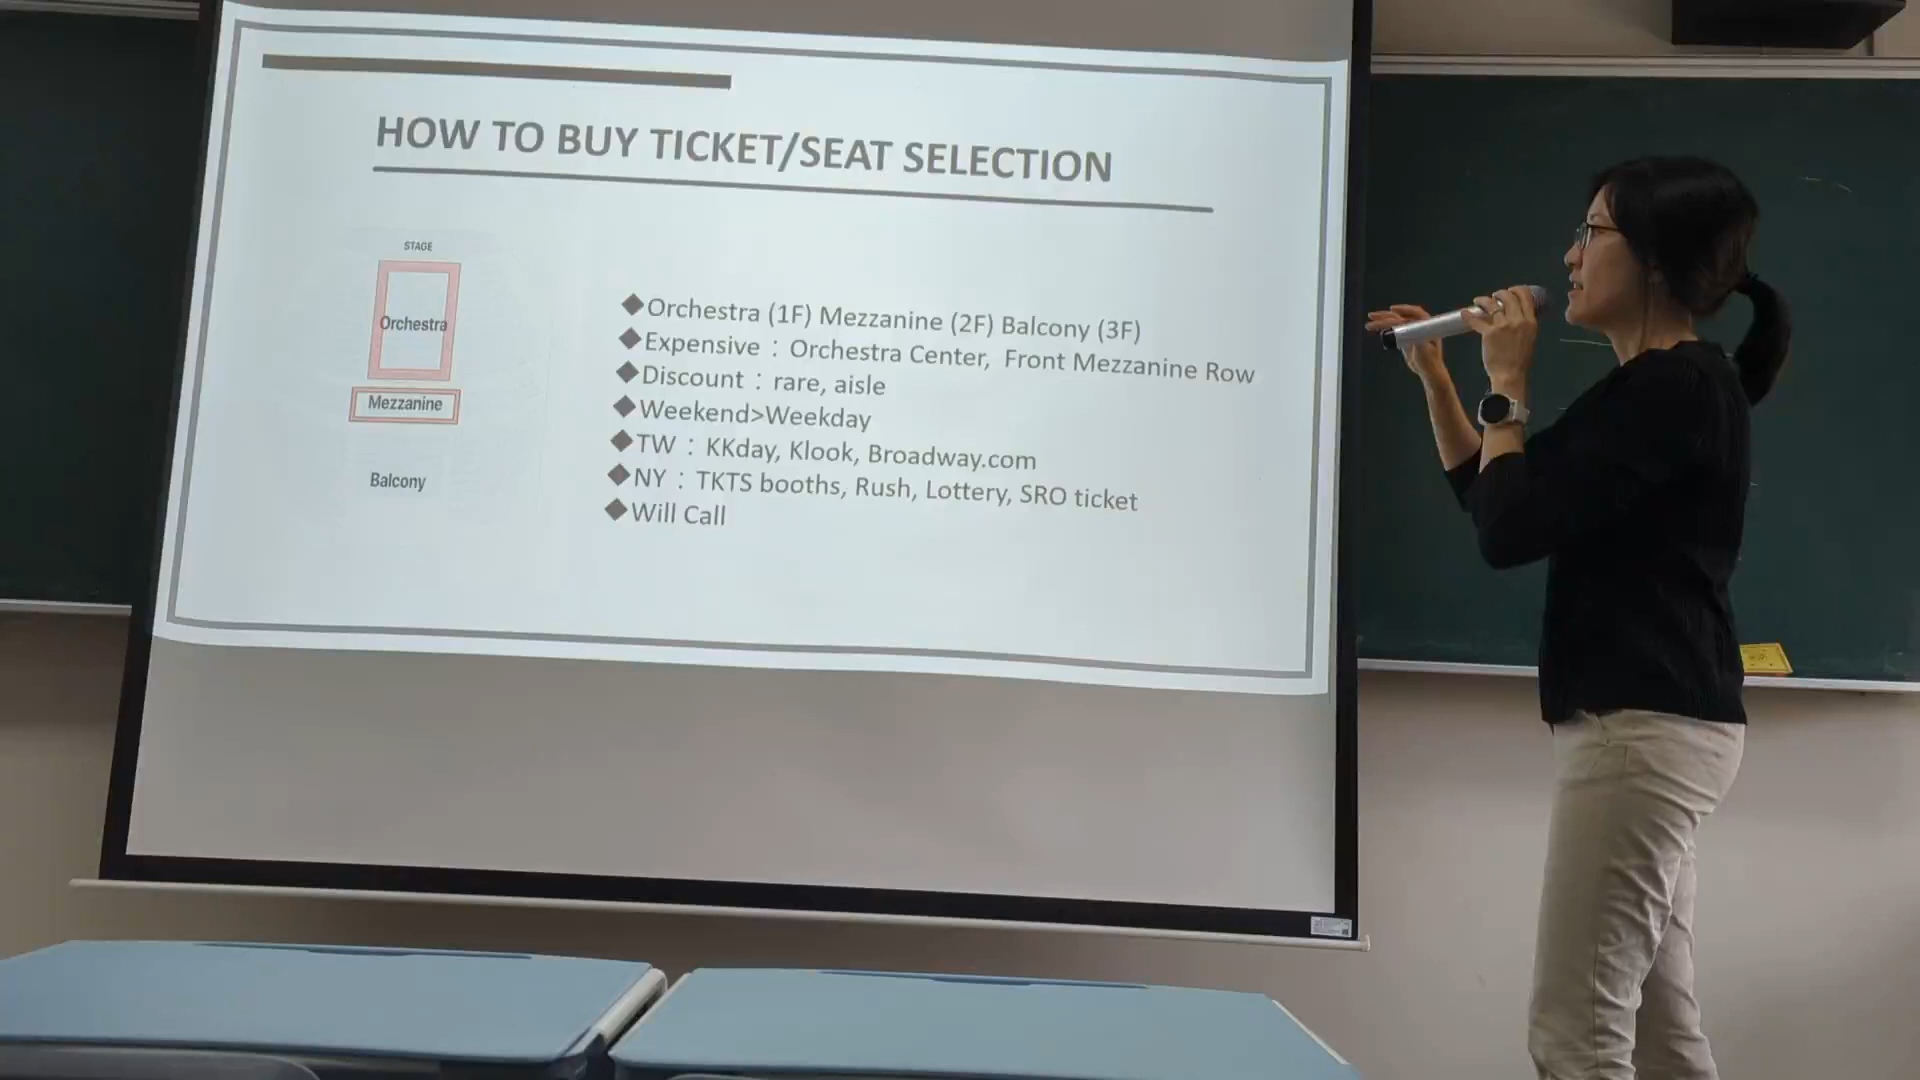 HOW TO BUY TICKET/SEAT SELECTION
STAGE
Orchestra
Mezzanine
Balcony
◆Orchestra (1F) Mezzanine (2F) Balcony (3F)
◆Expensive：Orchestra Center, Front Mezzanine Row
◆Discount：rare, aisle
◆Weekend>Weekday
◆TW：KKday, Klook, Broadway.com
◆NY：TKTS booths, Rush, Lottery, SRO ticket
◆Will Call